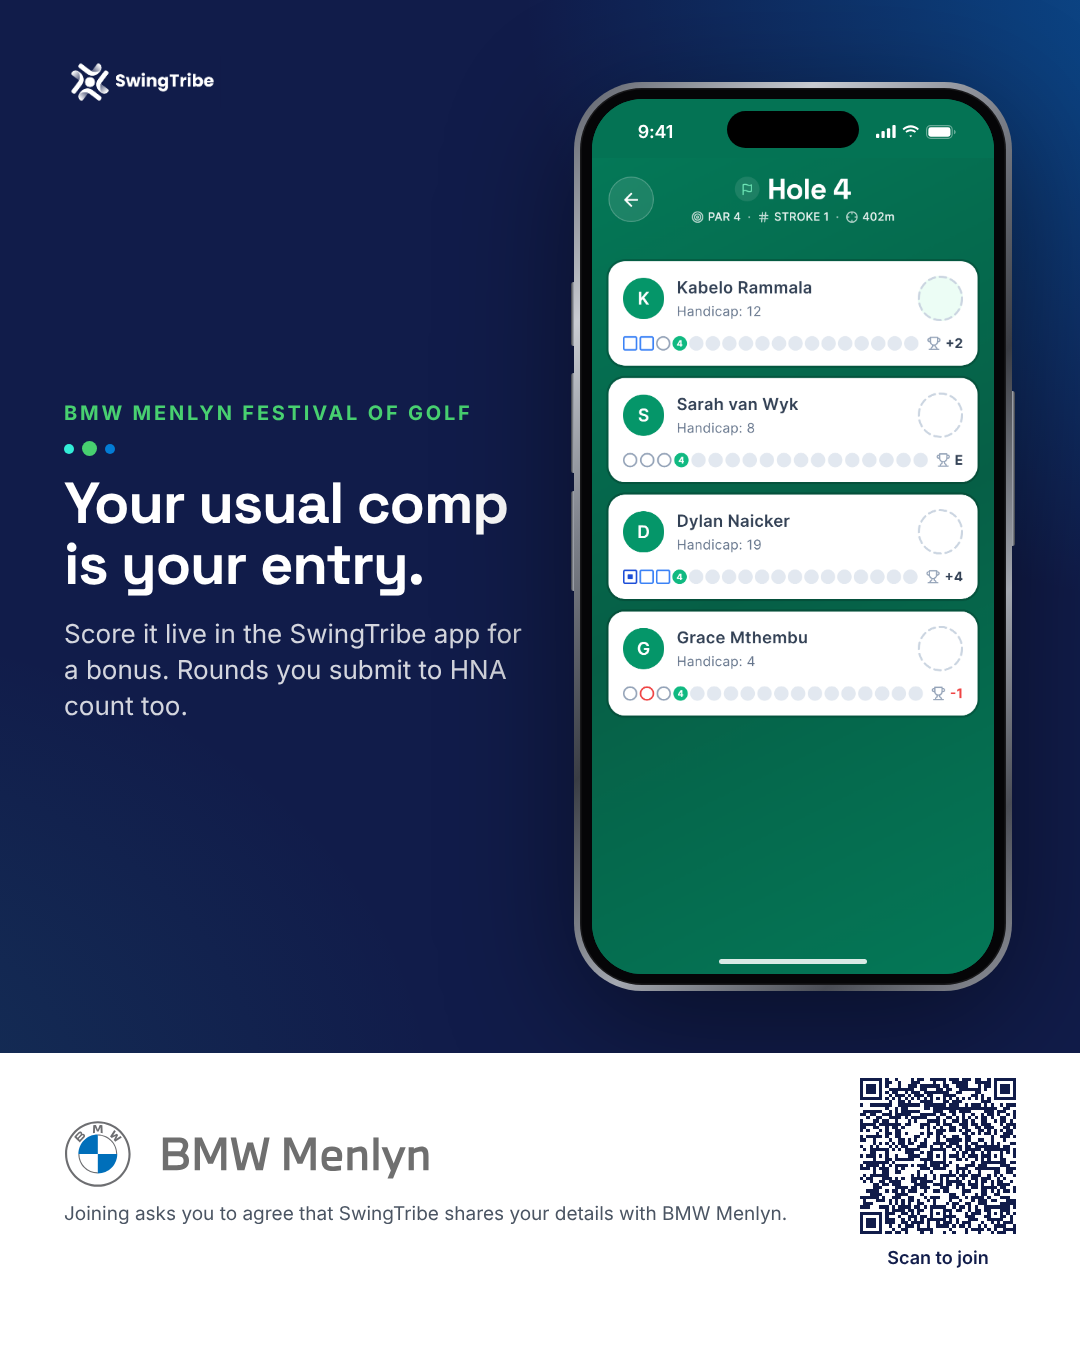 SwingTribe
BMW MENLYN FESTIVAL OF GOLF
Your usual comp
is your entry.
Score it live in the SwingTribe app for
a bonus. Rounds you submit to HNA
count too.
9:41
Hole 4
PAR 4 · # STROKE 1 · 402m
K
Kabelo Rammala
Handicap: 12
4
+2
S
Sarah van Wyk
Handicap: 8
4
E
D
Dylan Naicker
Handicap: 19
4
+4
G
Grace Mthembu
Handicap: 4
4
-1
BMW
BMW Menlyn
Joining asks you to agree that SwingTribe shares your details with BMW Menlyn.
Scan to join